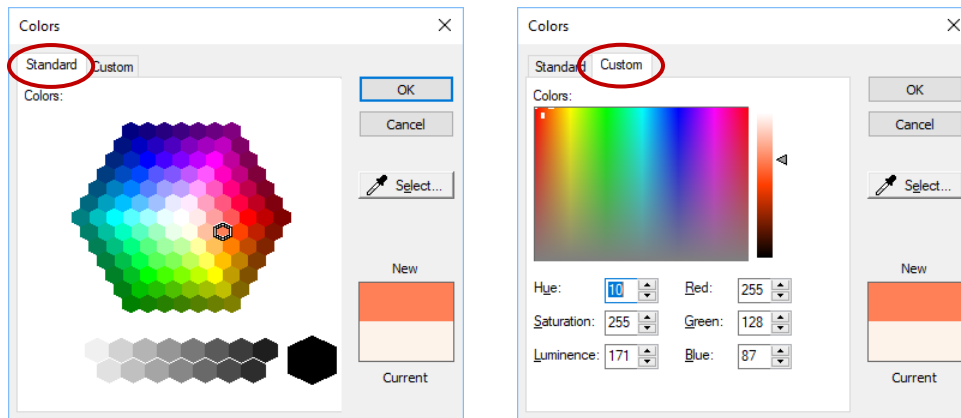 Colors
Standard Custom
Colors:
OK
Cancel
Select...
New
Current
Colors
Standard Custom
Colors:
OK
Cancel
Select...
Hue: 10 Red: 255
Saturation: 255 Green: 128
Luminence: 171 Blue: 87
New
Current